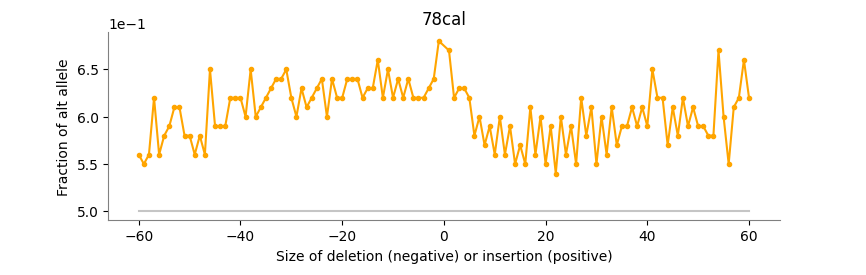 78cal
1e−1
6.5
6.0
5.5
5.0
Fraction of alt allele
−60 −40 −20 0 20 40 60
Size of deletion (negative) or insertion (positive)